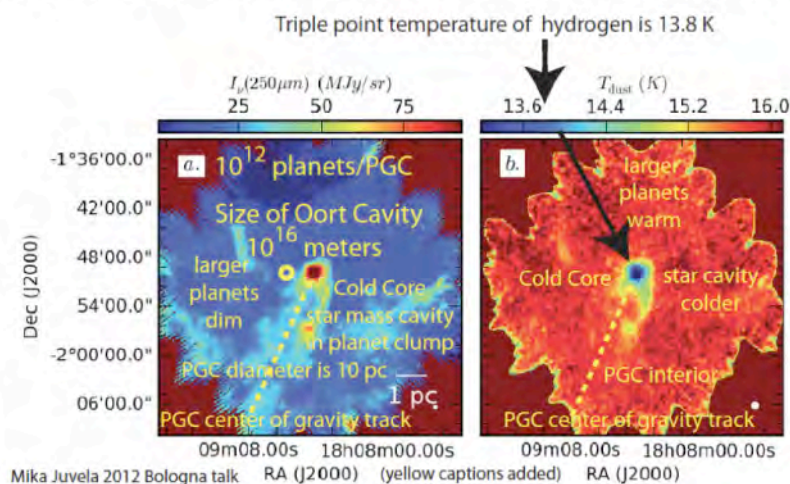 Triple point temperature of hydrogen is 13.8 K
I_ν(250μm) (MJy/sr)
25 50 75
T_dust (K)
13.6 14.4 15.2 16.0
-1°36'00.0"
42'00.0"
48'00.0"
54'00.0"
-2°00'00.0"
06'00.0"
Dec (J2000)
a.
10^12 planets/PGC
Size of Oort Cavity
10^16 meters
larger
planets
dim
Cold Core
star mass cavity
in planet clump
PGC diameter is 10 pc
1 pc
PGC center of gravity track
b.
larger
planets
warm
Cold Core
star cavity
colder
PGC interior
PGC center of gravity track
09m08.00s 18h08m00.00s
09m08.00s 18h08m00.00s
Mika Juvela 2012 Bologna talk RA (J2000) (yellow captions added) RA (J2000)